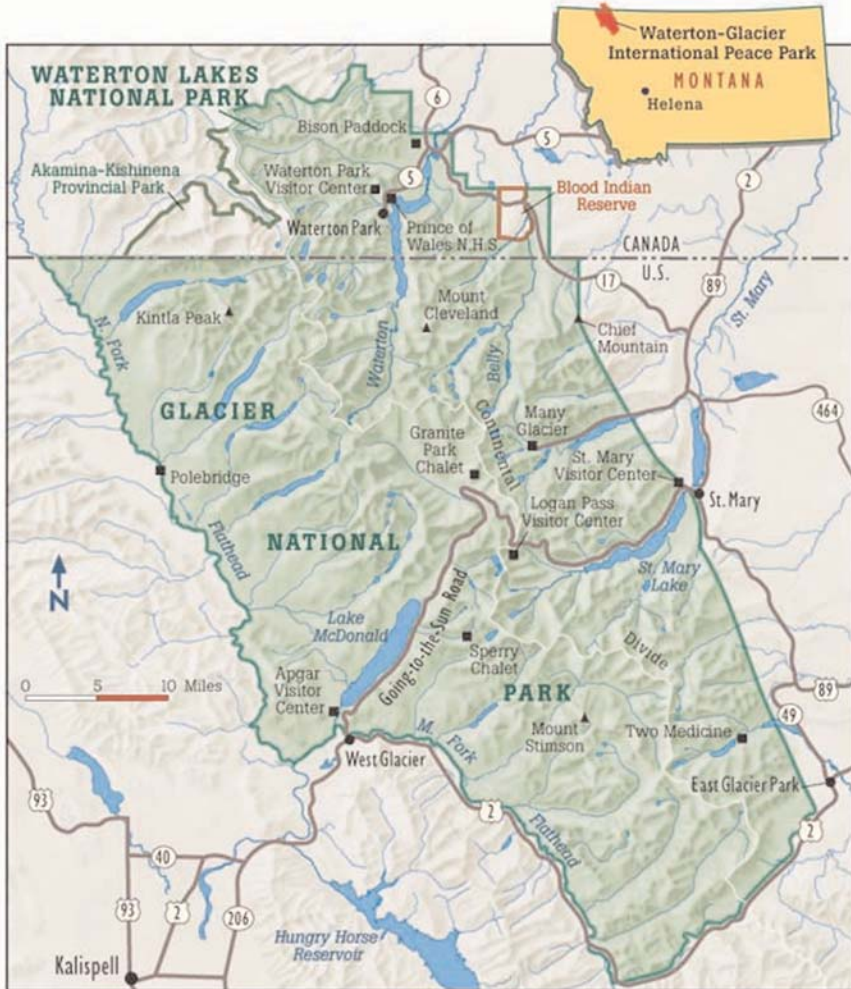 Waterton-Glacier
International Peace Park
MONTANA
Helena
WATERTON LAKES
NATIONAL PARK
6
Bison Paddock
5
2
Akamina-Kishinena
Provincial Park
Waterton Park
Visitor Center
5
Blood Indian
Reserve
Waterton Park
Prince of
Wales N.H.S.
CANADA
U.S.
17
89
St. Mary
Kintla Peak
Mount
Cleveland
Chief
Mountain
N. Fork
Waterton
Belly
GLACIER
Continental
Many
Glacier
464
Granite
Park
Chalet
St. Mary
Visitor Center
Polebridge
Logan Pass
Visitor Center
St. Mary
Flathead
NATIONAL
St. Mary
Lake
N
Lake
McDonald
Going-to-the-Sun Road
Sperry
Chalet
Divide
0 5 10 Miles
Apgar
Visitor
Center
PARK
89
49
M. Fork
Mount
Stimson
Two Medicine
West Glacier
East Glacier Park
93
2
Flathead
2
40
93
2
206
Hungry Horse
Reservoir
Kalispell